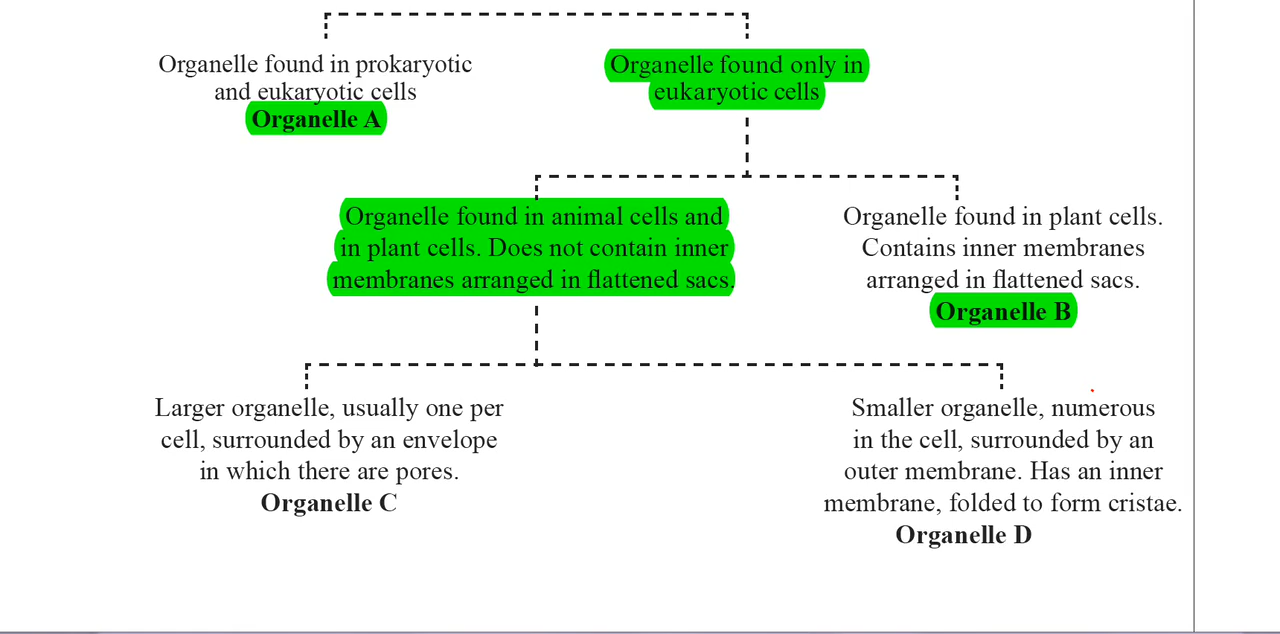 Organelle found in prokaryotic
and eukaryotic cells
Organelle A
Organelle found only in
eukaryotic cells
Organelle found in animal cells and
in plant cells. Does not contain inner
membranes arranged in flattened sacs.
Organelle found in plant cells.
Contains inner membranes
arranged in flattened sacs.
Organelle B
Larger organelle, usually one per
cell, surrounded by an envelope
in which there are pores.
Organelle C
Smaller organelle, numerous
in the cell, surrounded by an
outer membrane. Has an inner
membrane, folded to form cristae.
Organelle D